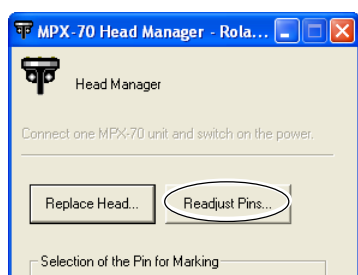 MPX-70 Head Manager - Rola...
Head Manager
Connect one MPX-70 unit and switch on the power.
Replace Head... Readjust Pins...
Selection of the Pin for Marking